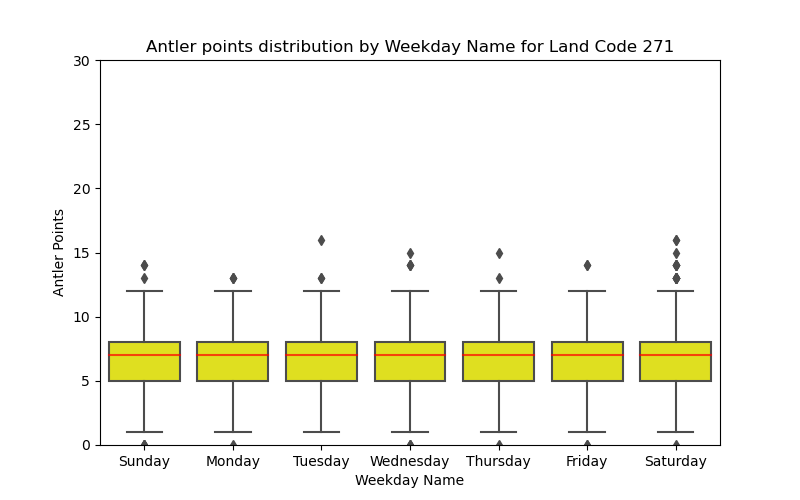 Antler points distribution by Weekday Name for Land Code 271
30
25
20
15
10
5
0
Antler Points
Sunday Monday Tuesday Wednesday Thursday Friday Saturday
Weekday Name